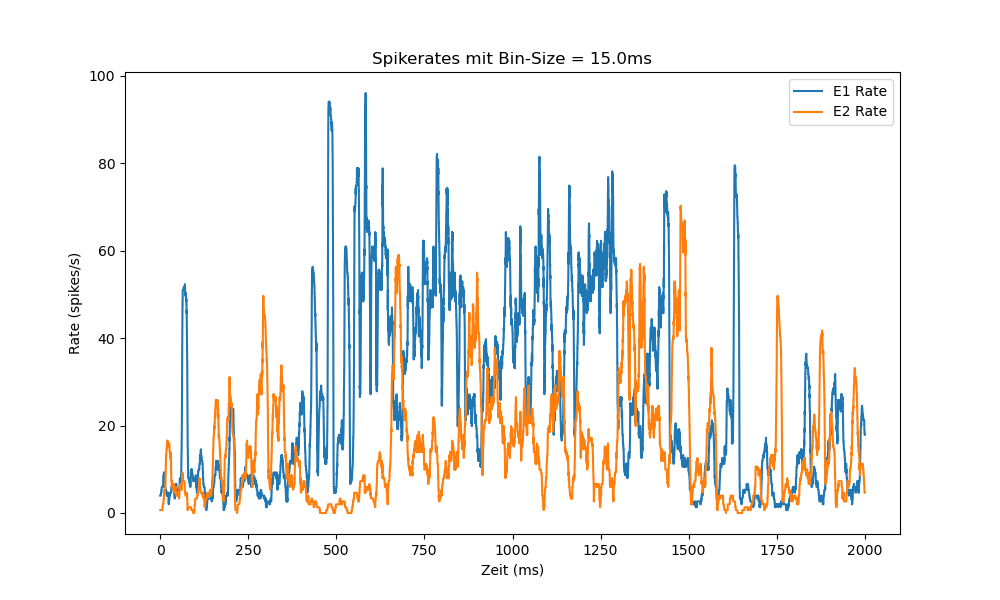 Spikerates mit Bin-Size = 15.0ms
E1 Rate
E2 Rate
Rate (spikes/s)
100
80
60
40
20
0
0 250 500 750 1000 1250 1500 1750 2000
Zeit (ms)